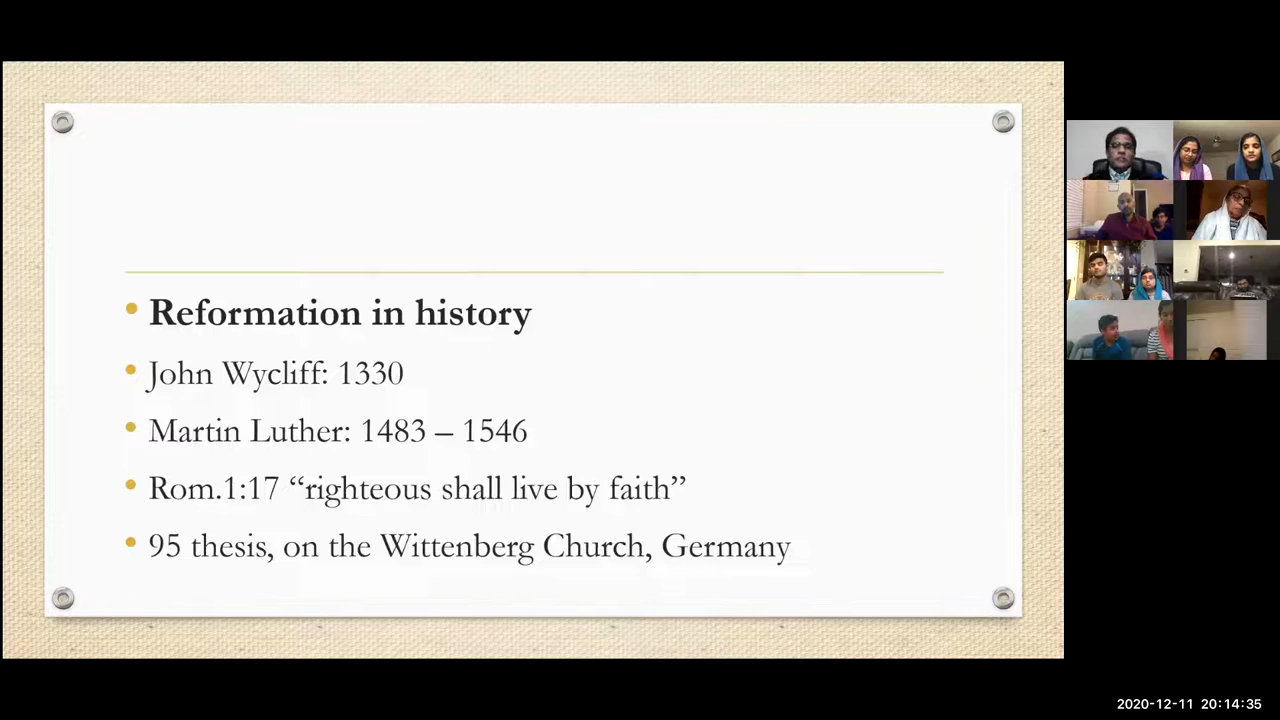 Reformation in history
John Wycliff: 1330
Martin Luther: 1483 – 1546
Rom.1:17 “righteous shall live by faith”
95 thesis, on the Wittenberg Church, Germany
2020-12-11 20:14:35